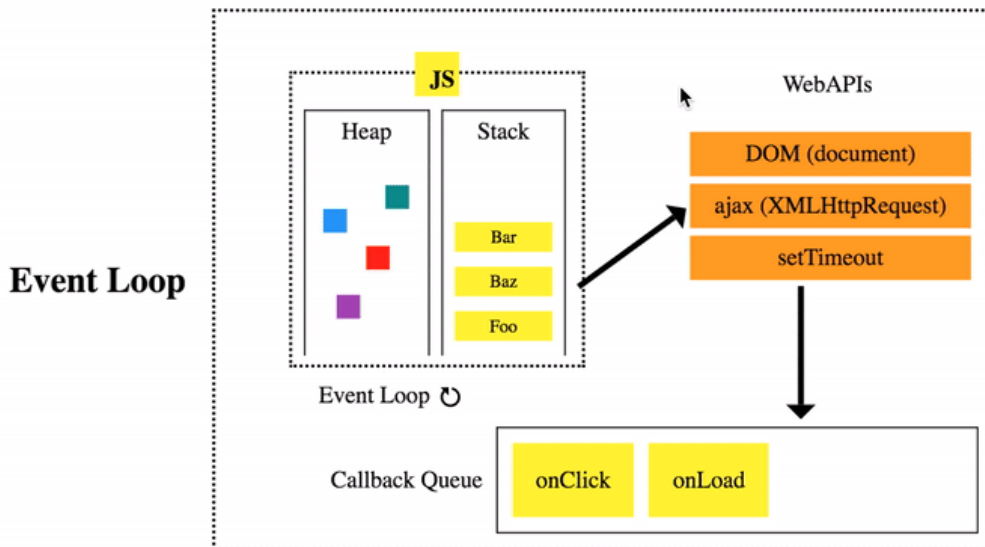 Event Loop
JS
Heap
Stack
Bar
Baz
Foo
Event Loop
WebAPIs
DOM (document)
ajax (XMLHttpRequest)
setTimeout
Callback Queue
onClick
onLoad